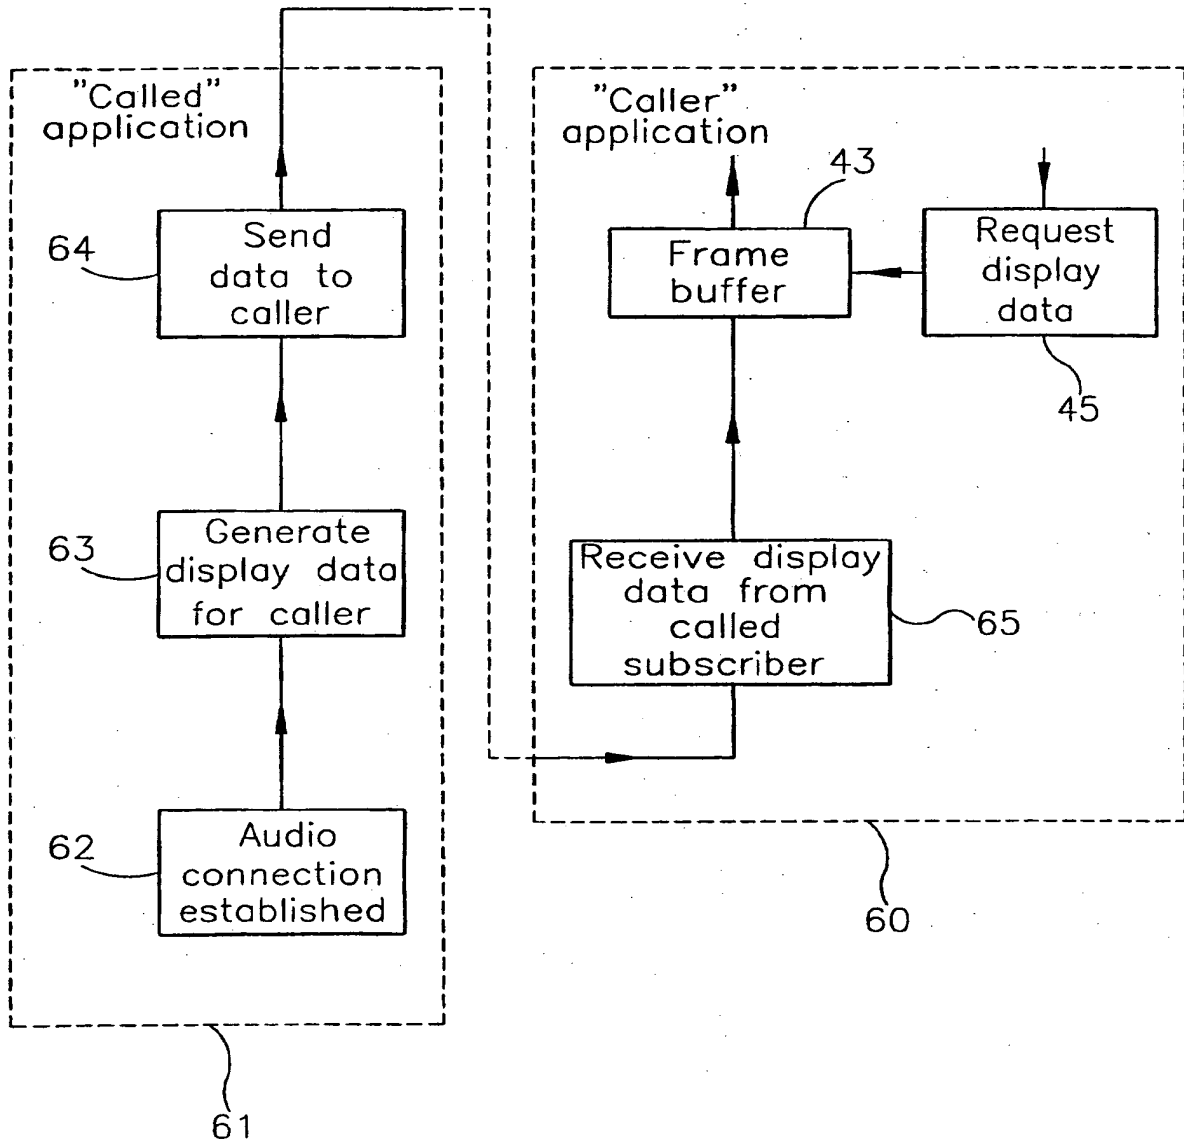 "Called"
application
64
Send
data to
caller
63
Generate
display data
for caller
62
Audio
connection
established
61
"Caller"
application
43
Frame
buffer
Request
display
data
45
Receive display
data from
called
subscriber
65
60